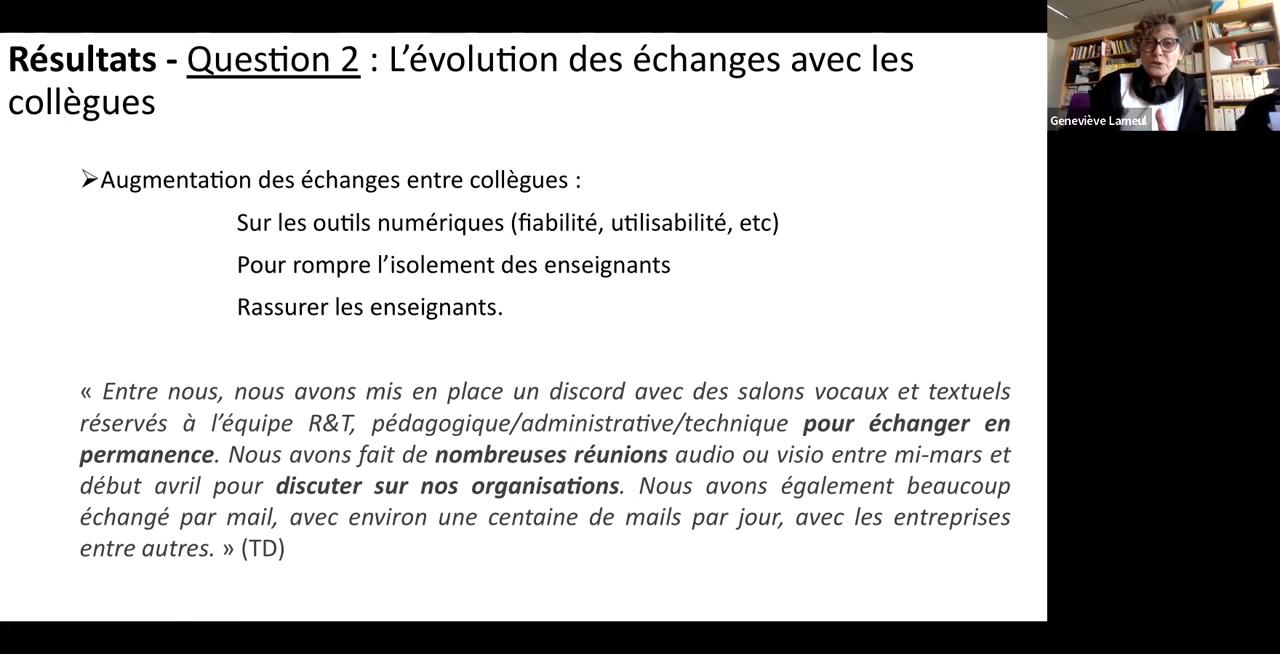 Résultats - Question 2 : L’évolution des échanges avec les
collègues
Geneviève Lameul
➢Augmentation des échanges entre collègues :
Sur les outils numériques (fiabilité, utilisabilité, etc)
Pour rompre l’isolement des enseignants
Rassurer les enseignants.
« Entre nous, nous avons mis en place un discord avec des salons vocaux et textuels
réservés à l’équipe R&T, pédagogique/administrative/technique pour échanger en
permanence. Nous avons fait de nombreuses réunions audio ou visio entre mi-mars et
début avril pour discuter sur nos organisations. Nous avons également beaucoup
échangé par mail, avec environ une centaine de mails par jour, avec les entreprises
entre autres. » (TD)